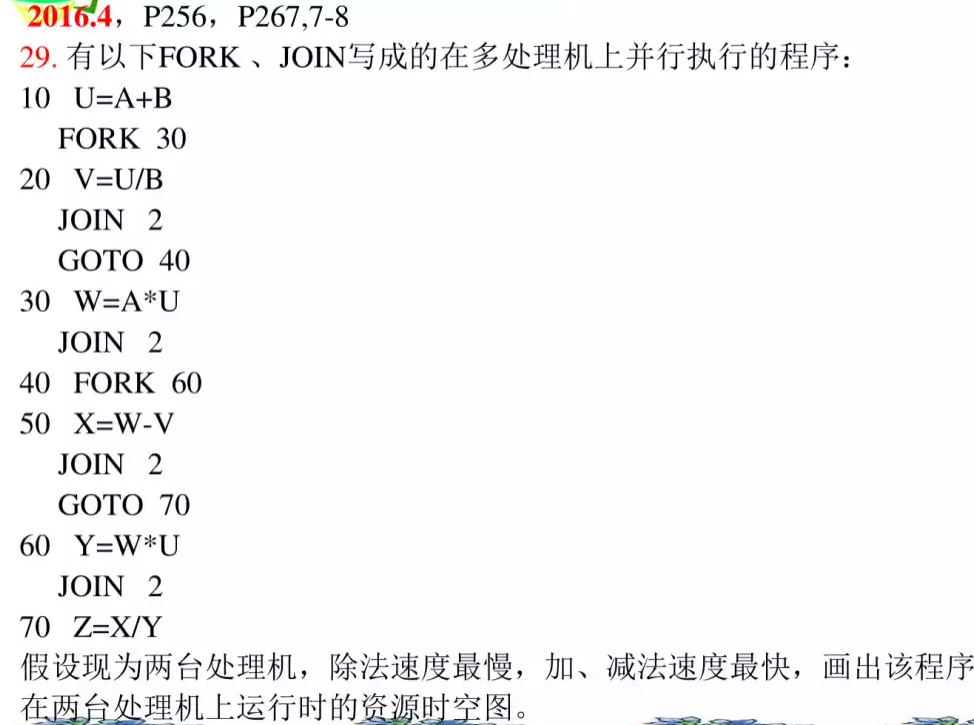 2016.4，P256，P267,7-8
29. 有以下FORK 、JOIN写成的在多处理机上并行执行的程序：
10 U=A+B
FORK 30
20 V=U/B
JOIN 2
GOTO 40
30 W=A*U
JOIN 2
40 FORK 60
50 X=W-V
JOIN 2
GOTO 70
60 Y=W*U
JOIN 2
70 Z=X/Y
假设现为两台处理机，除法速度最慢，加、减法速度最快，画出该程序
在两台处理机上运行时的资源时空图。